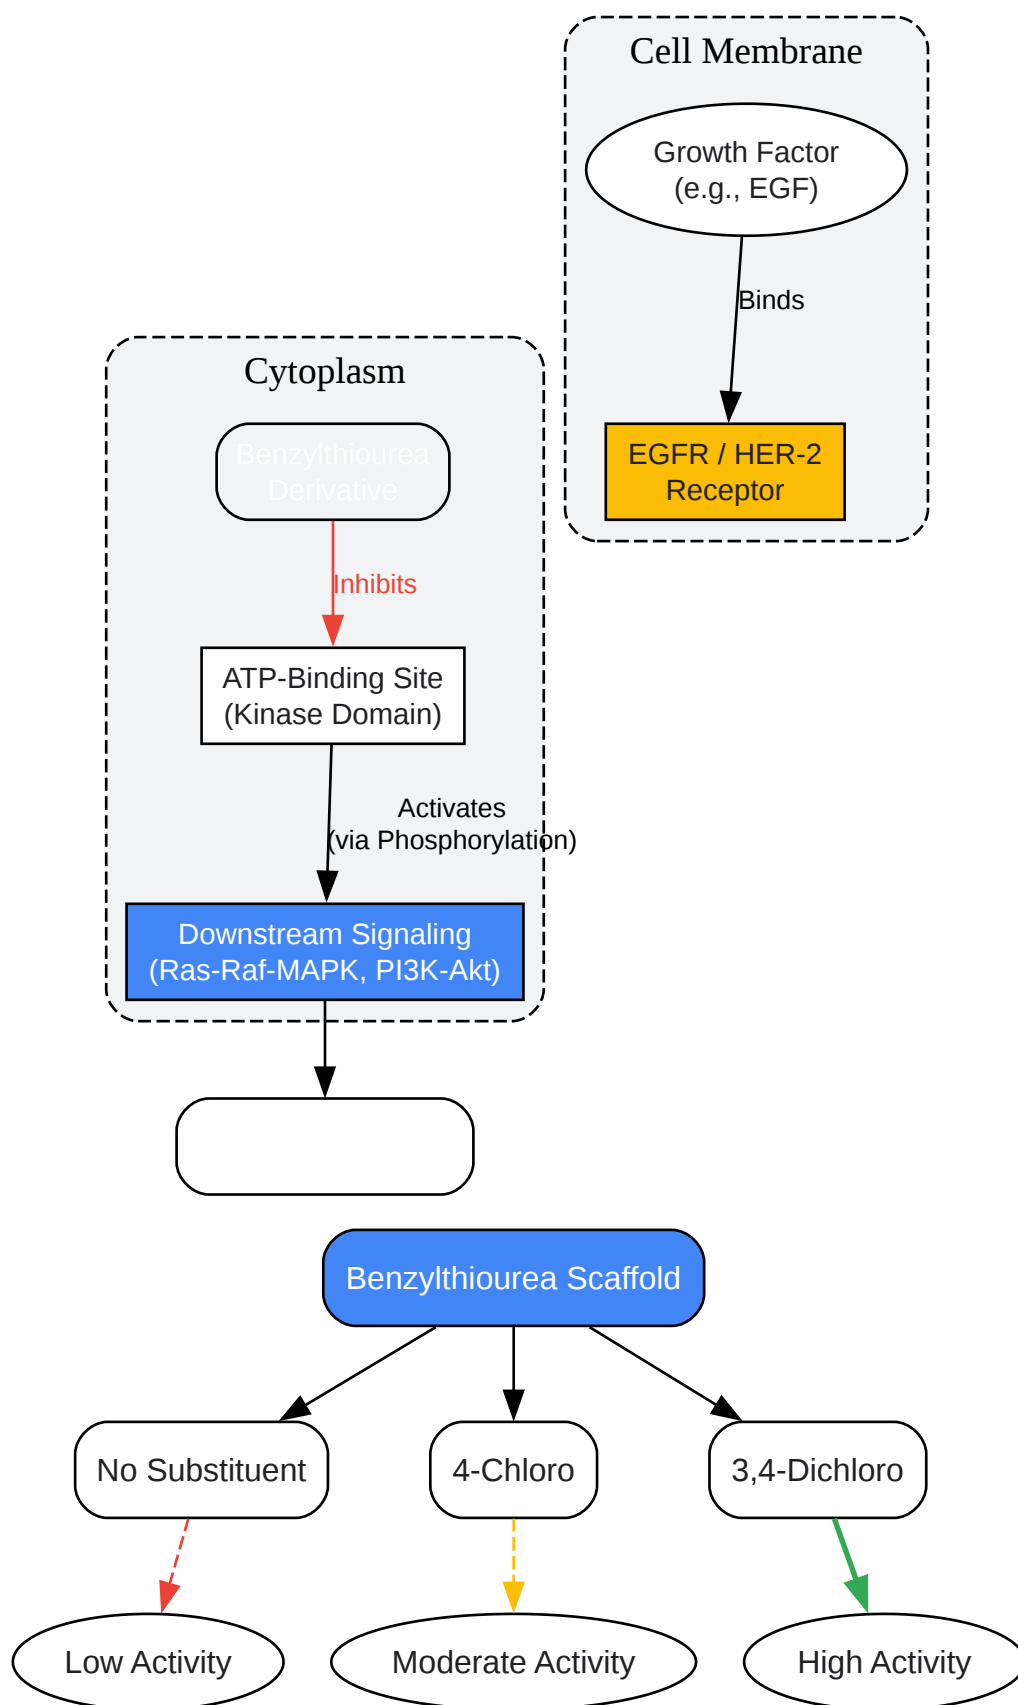 Cell Membrane
Growth Factor
(e.g., EGF)
Binds
EGFR / HER-2
Receptor
Cytoplasm
Benzylthiourea
Derivative
Inhibits
ATP-Binding Site
(Kinase Domain)
Activates
(via Phosphorylation)
Downstream Signaling
(Ras-Raf-MAPK, PI3K-Akt)
Benzylthiourea Scaffold
No Substituent
4-Chloro
3,4-Dichloro
Low Activity
Moderate Activity
High Activity